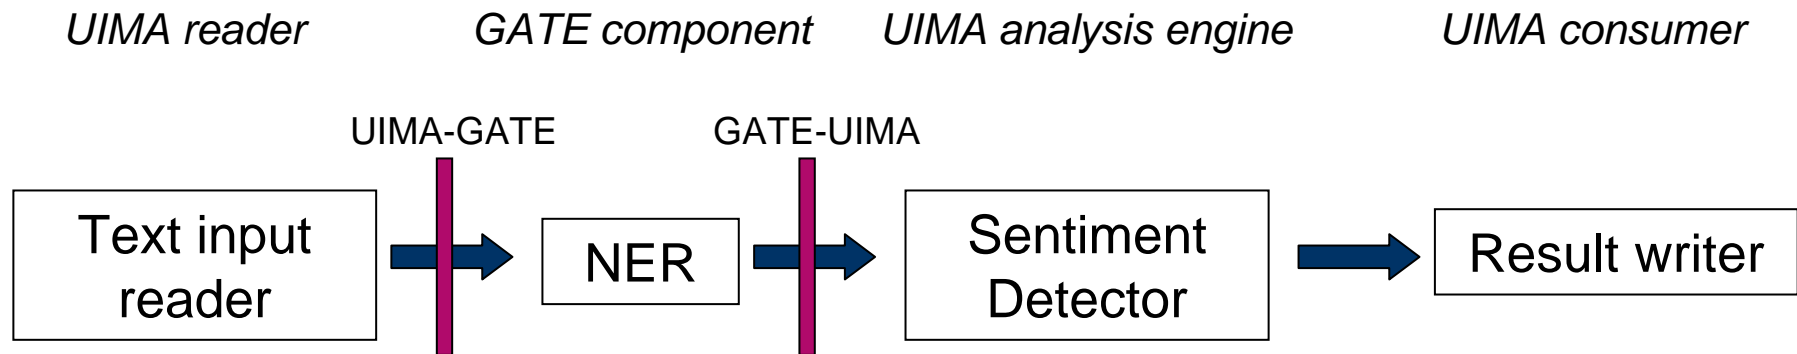 UIMA reader
GATE component
UIMA analysis engine
UIMA consumer
UIMA-GATE
GATE-UIMA
Text input
reader
NER
Sentiment
Detector
Result writer